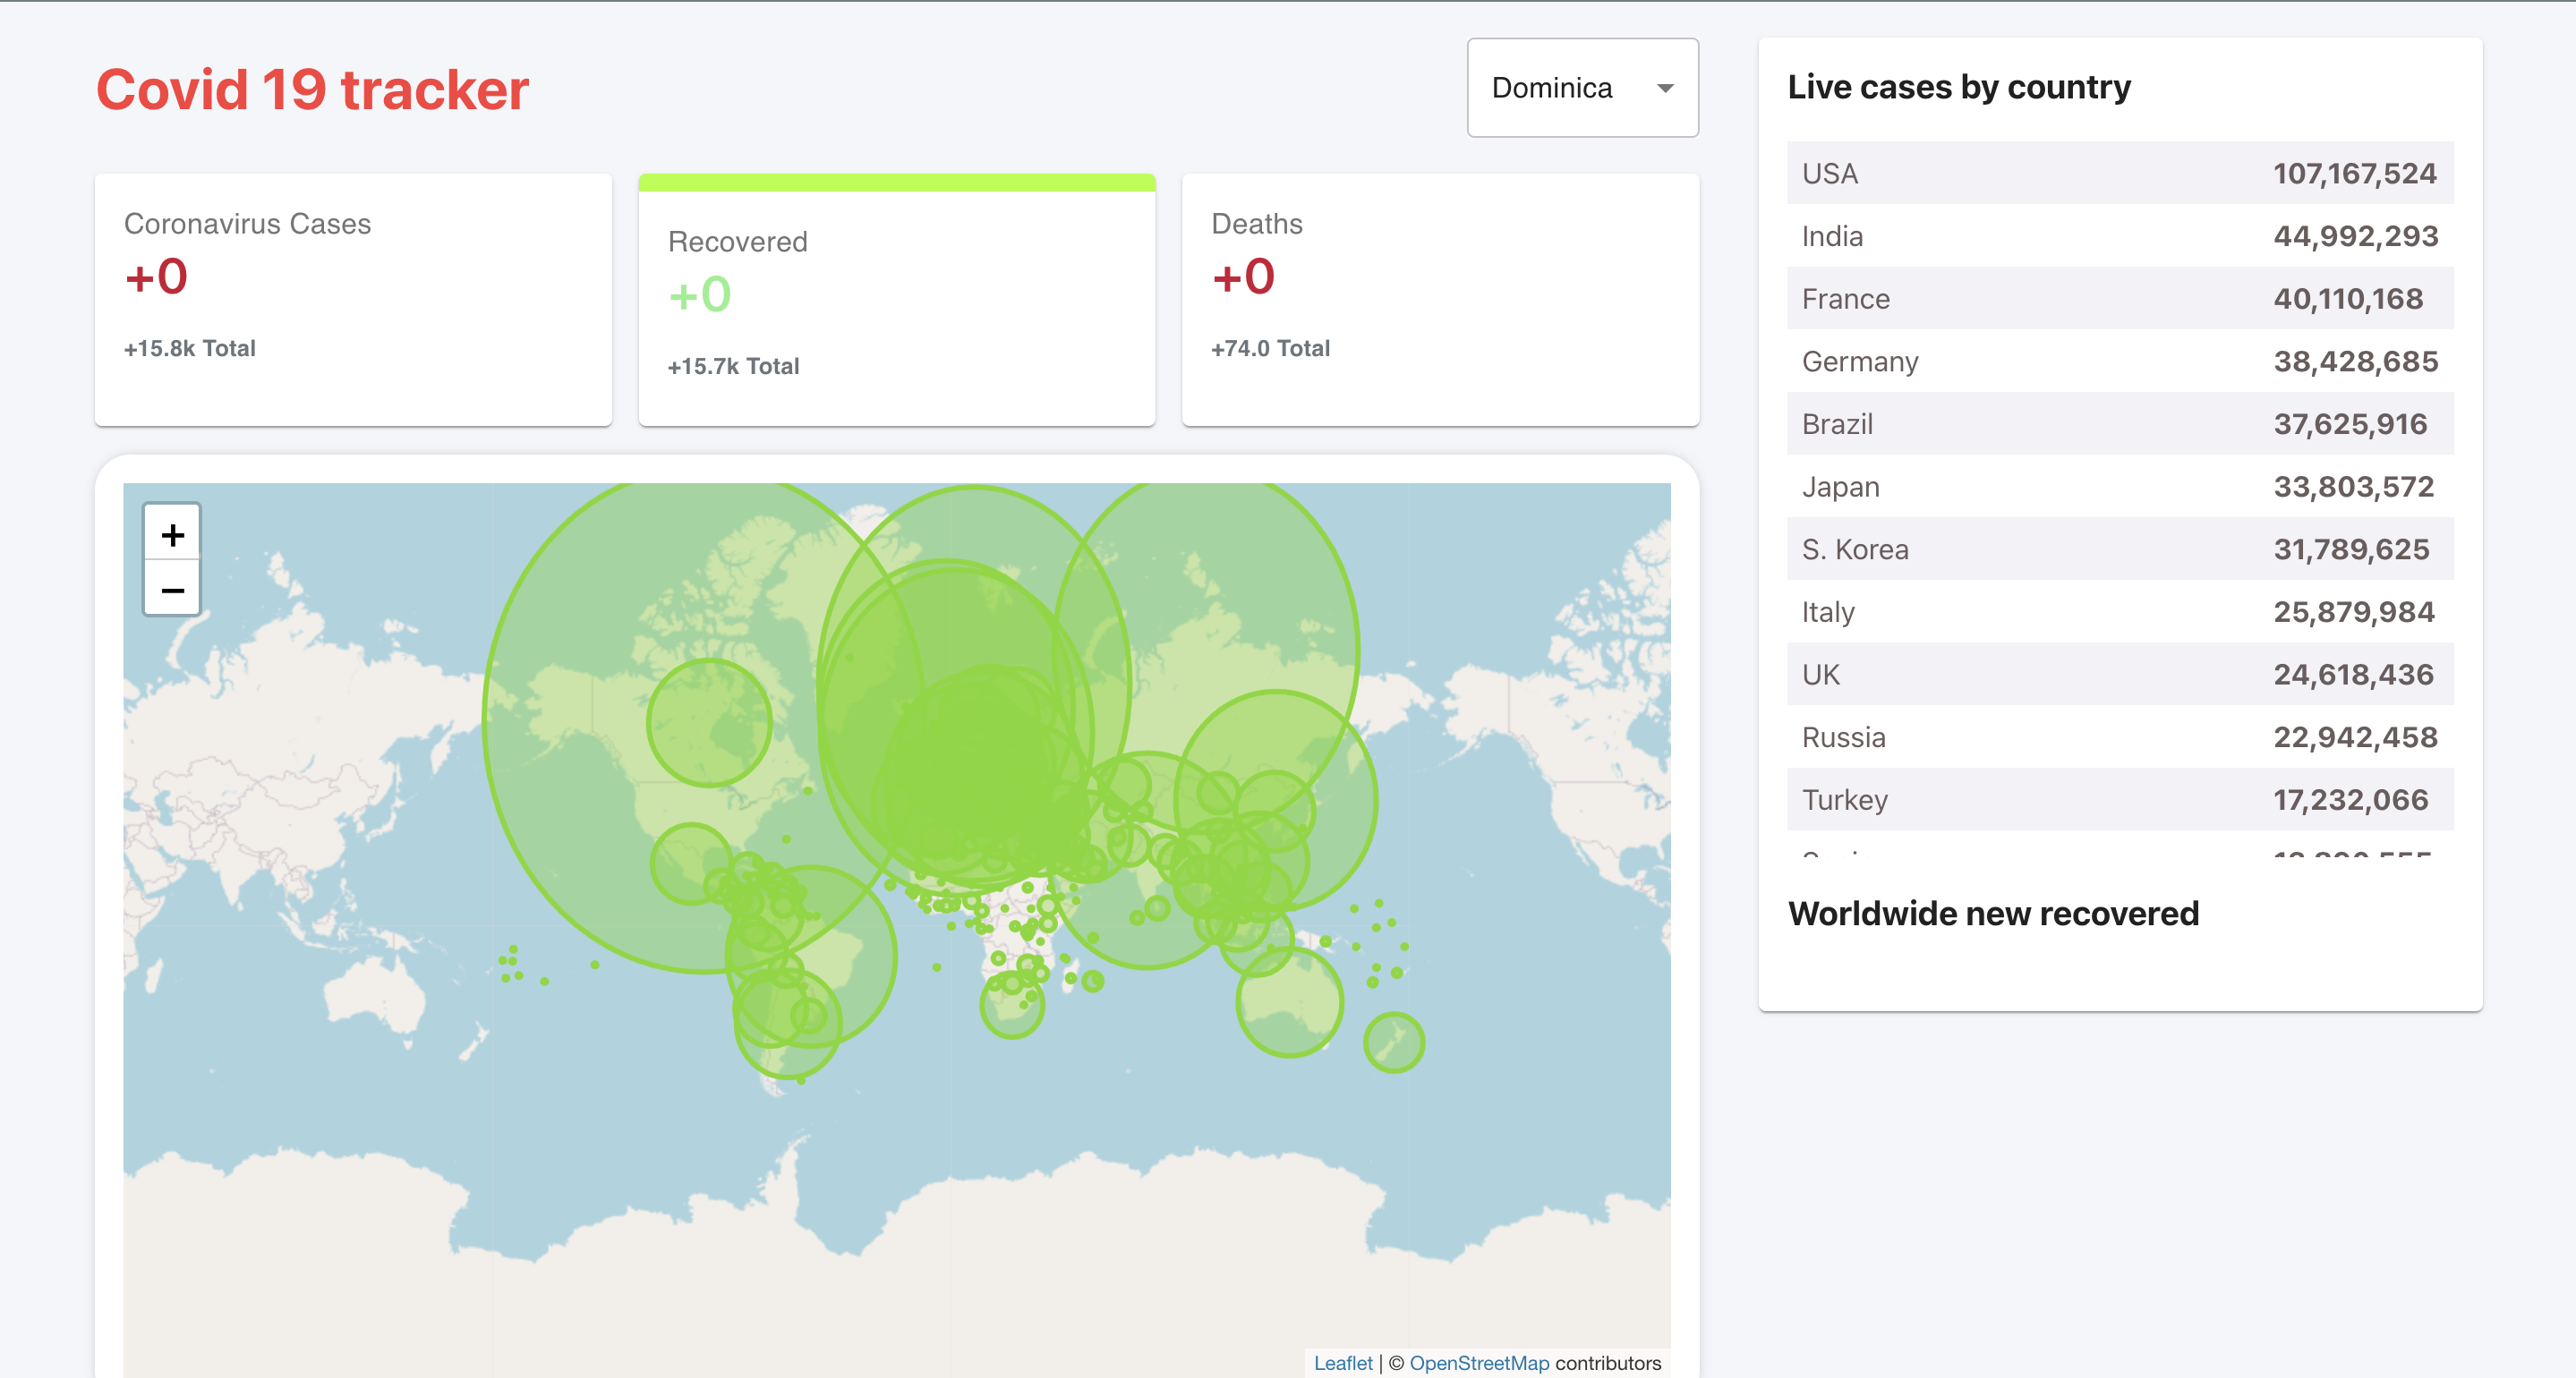 Covid 19 tracker
Dominica
Coronavirus Cases
+0
+15.8k Total
Recovered
+0
+15.7k Total
Deaths
+0
+74.0 Total
+
−
Leaflet | © OpenStreetMap contributors
Live cases by country
USA 107,167,524
India 44,992,293
France 40,110,168
Germany 38,428,685
Brazil 37,625,916
Japan 33,803,572
S. Korea 31,789,625
Italy 25,879,984
UK 24,618,436
Russia 22,942,458
Turkey 17,232,066
Worldwide new recovered